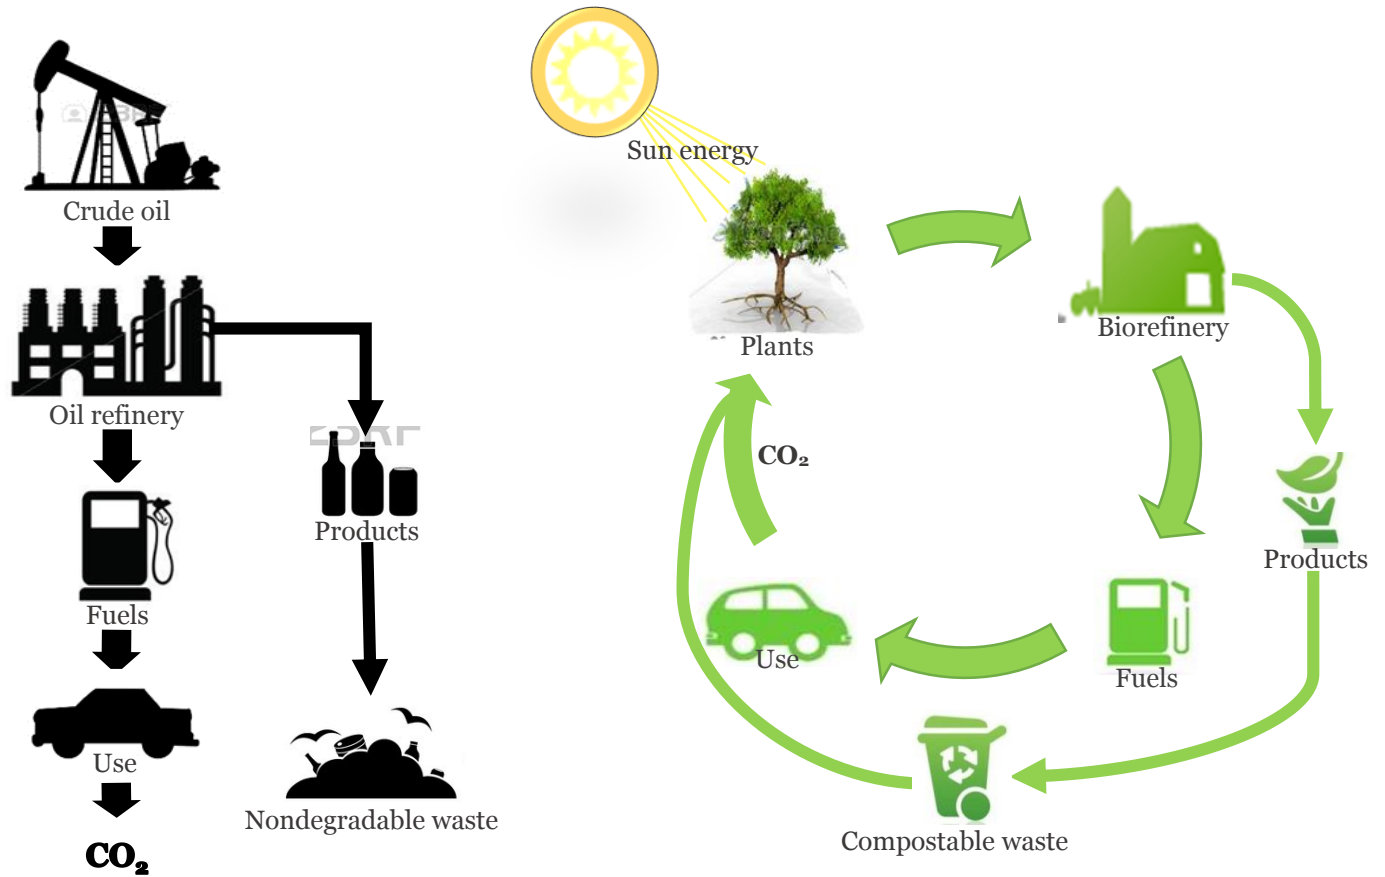 Crude oil
Oil refinery
Fuels
Use
CO₂
Products
Nondegradable waste
Sun energy
Plants
Biorefinery
Products
Fuels
Use
CO₂
Compostable waste